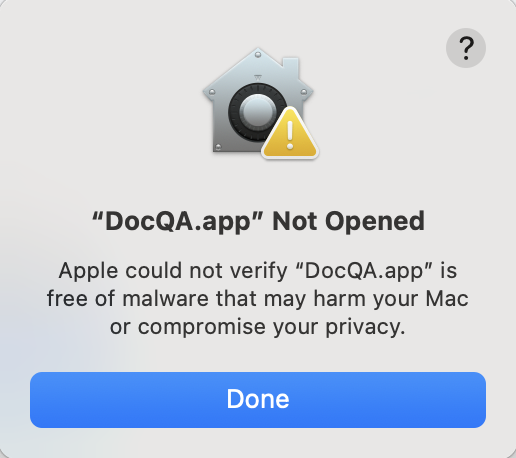 ?
“DocQA.app” Not Opened
Apple could not verify “DocQA.app” is
free of malware that may harm your Mac
or compromise your privacy.
Done